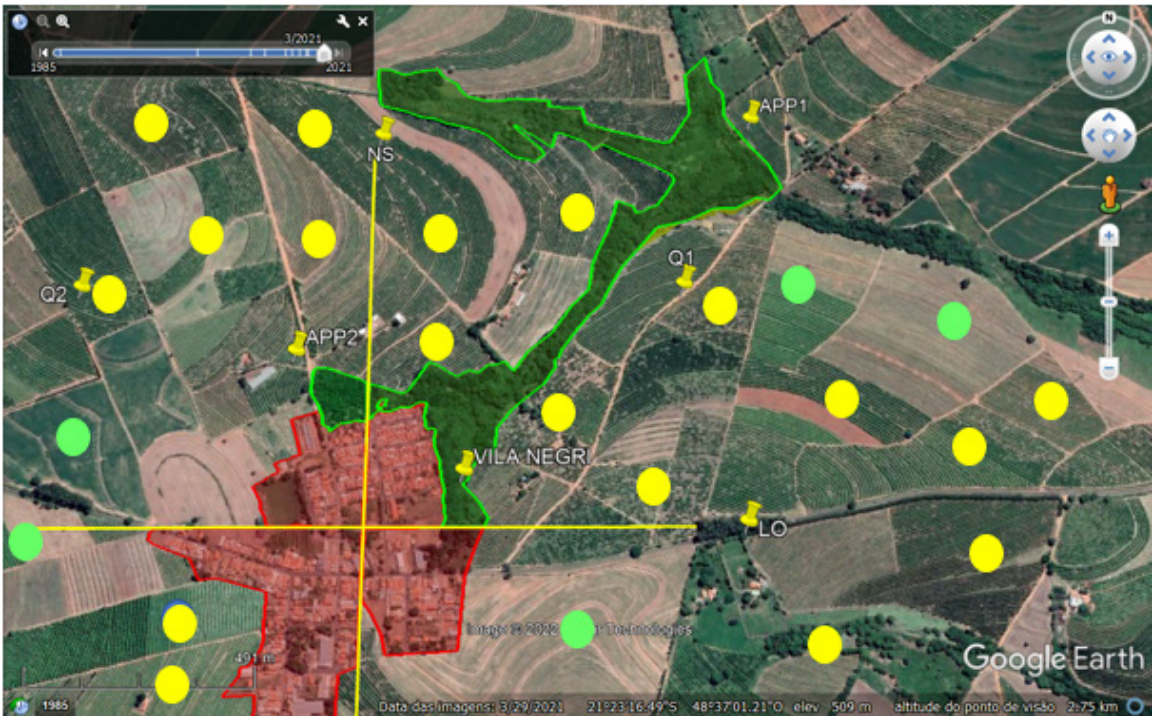 3/2021
1985
2021
N
APP1
NS
Q1
Q2
APP2
VILA NEGRI
LO
Image © 2022 Technologies
491 m
Google Earth
1985
Data das imagens: 3/29/2021 21°23'16.49"S 48°37'01.21"O elev 509 m altitude do ponto de visão 2.75 km